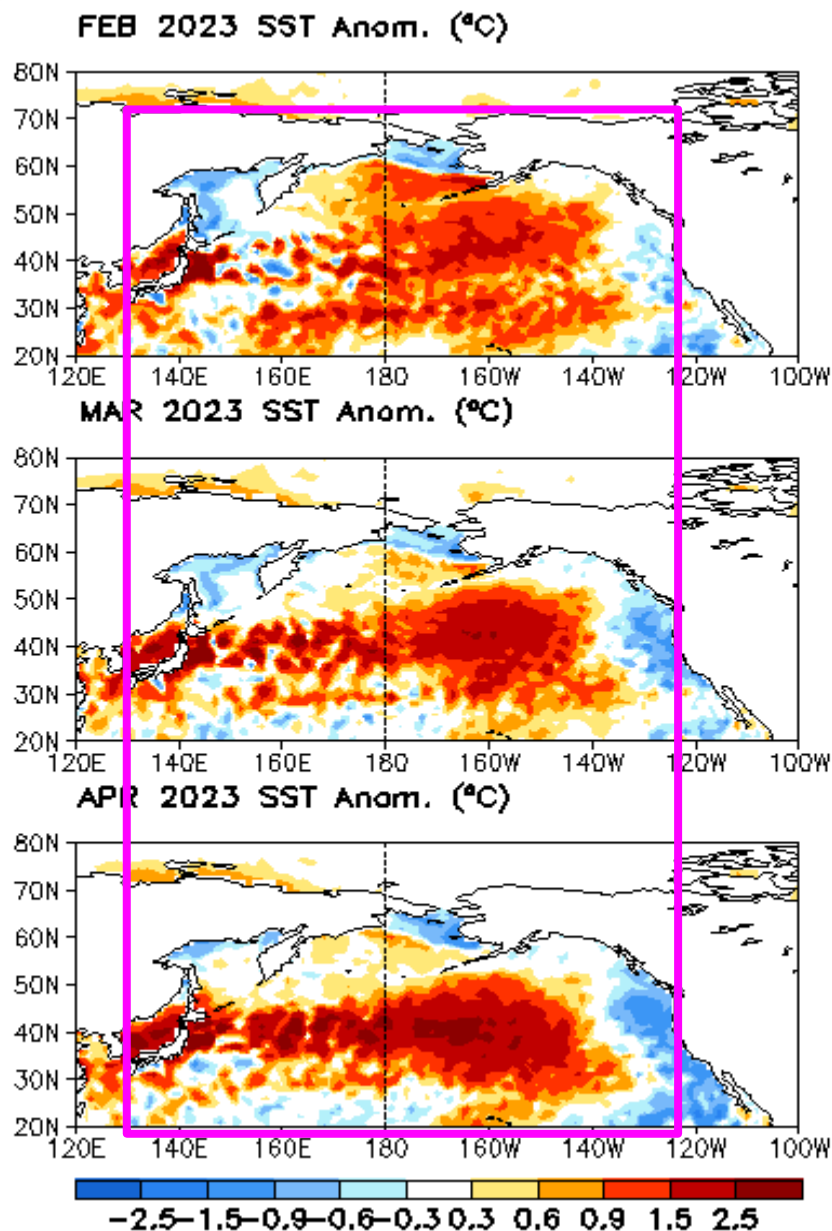 FEB 2023 SST Anom. (°C)
80N
70N
60N
50N
40N
30N
20N
120E 140E 160E 180 160W 140W 120W 100W
MAR 2023 SST Anom. (°C)
80N
70N
60N
50N
40N
30N
20N
120E 140E 160E 180 160W 140W 120W 100W
APR 2023 SST Anom. (°C)
80N
70N
60N
50N
40N
30N
20N
120E 140E 160E 180 160W 140W 120W 100W
-2.5 -1.5 -0.9 -0.6 -0.3 0.3 0.6 0.9 1.5 2.5